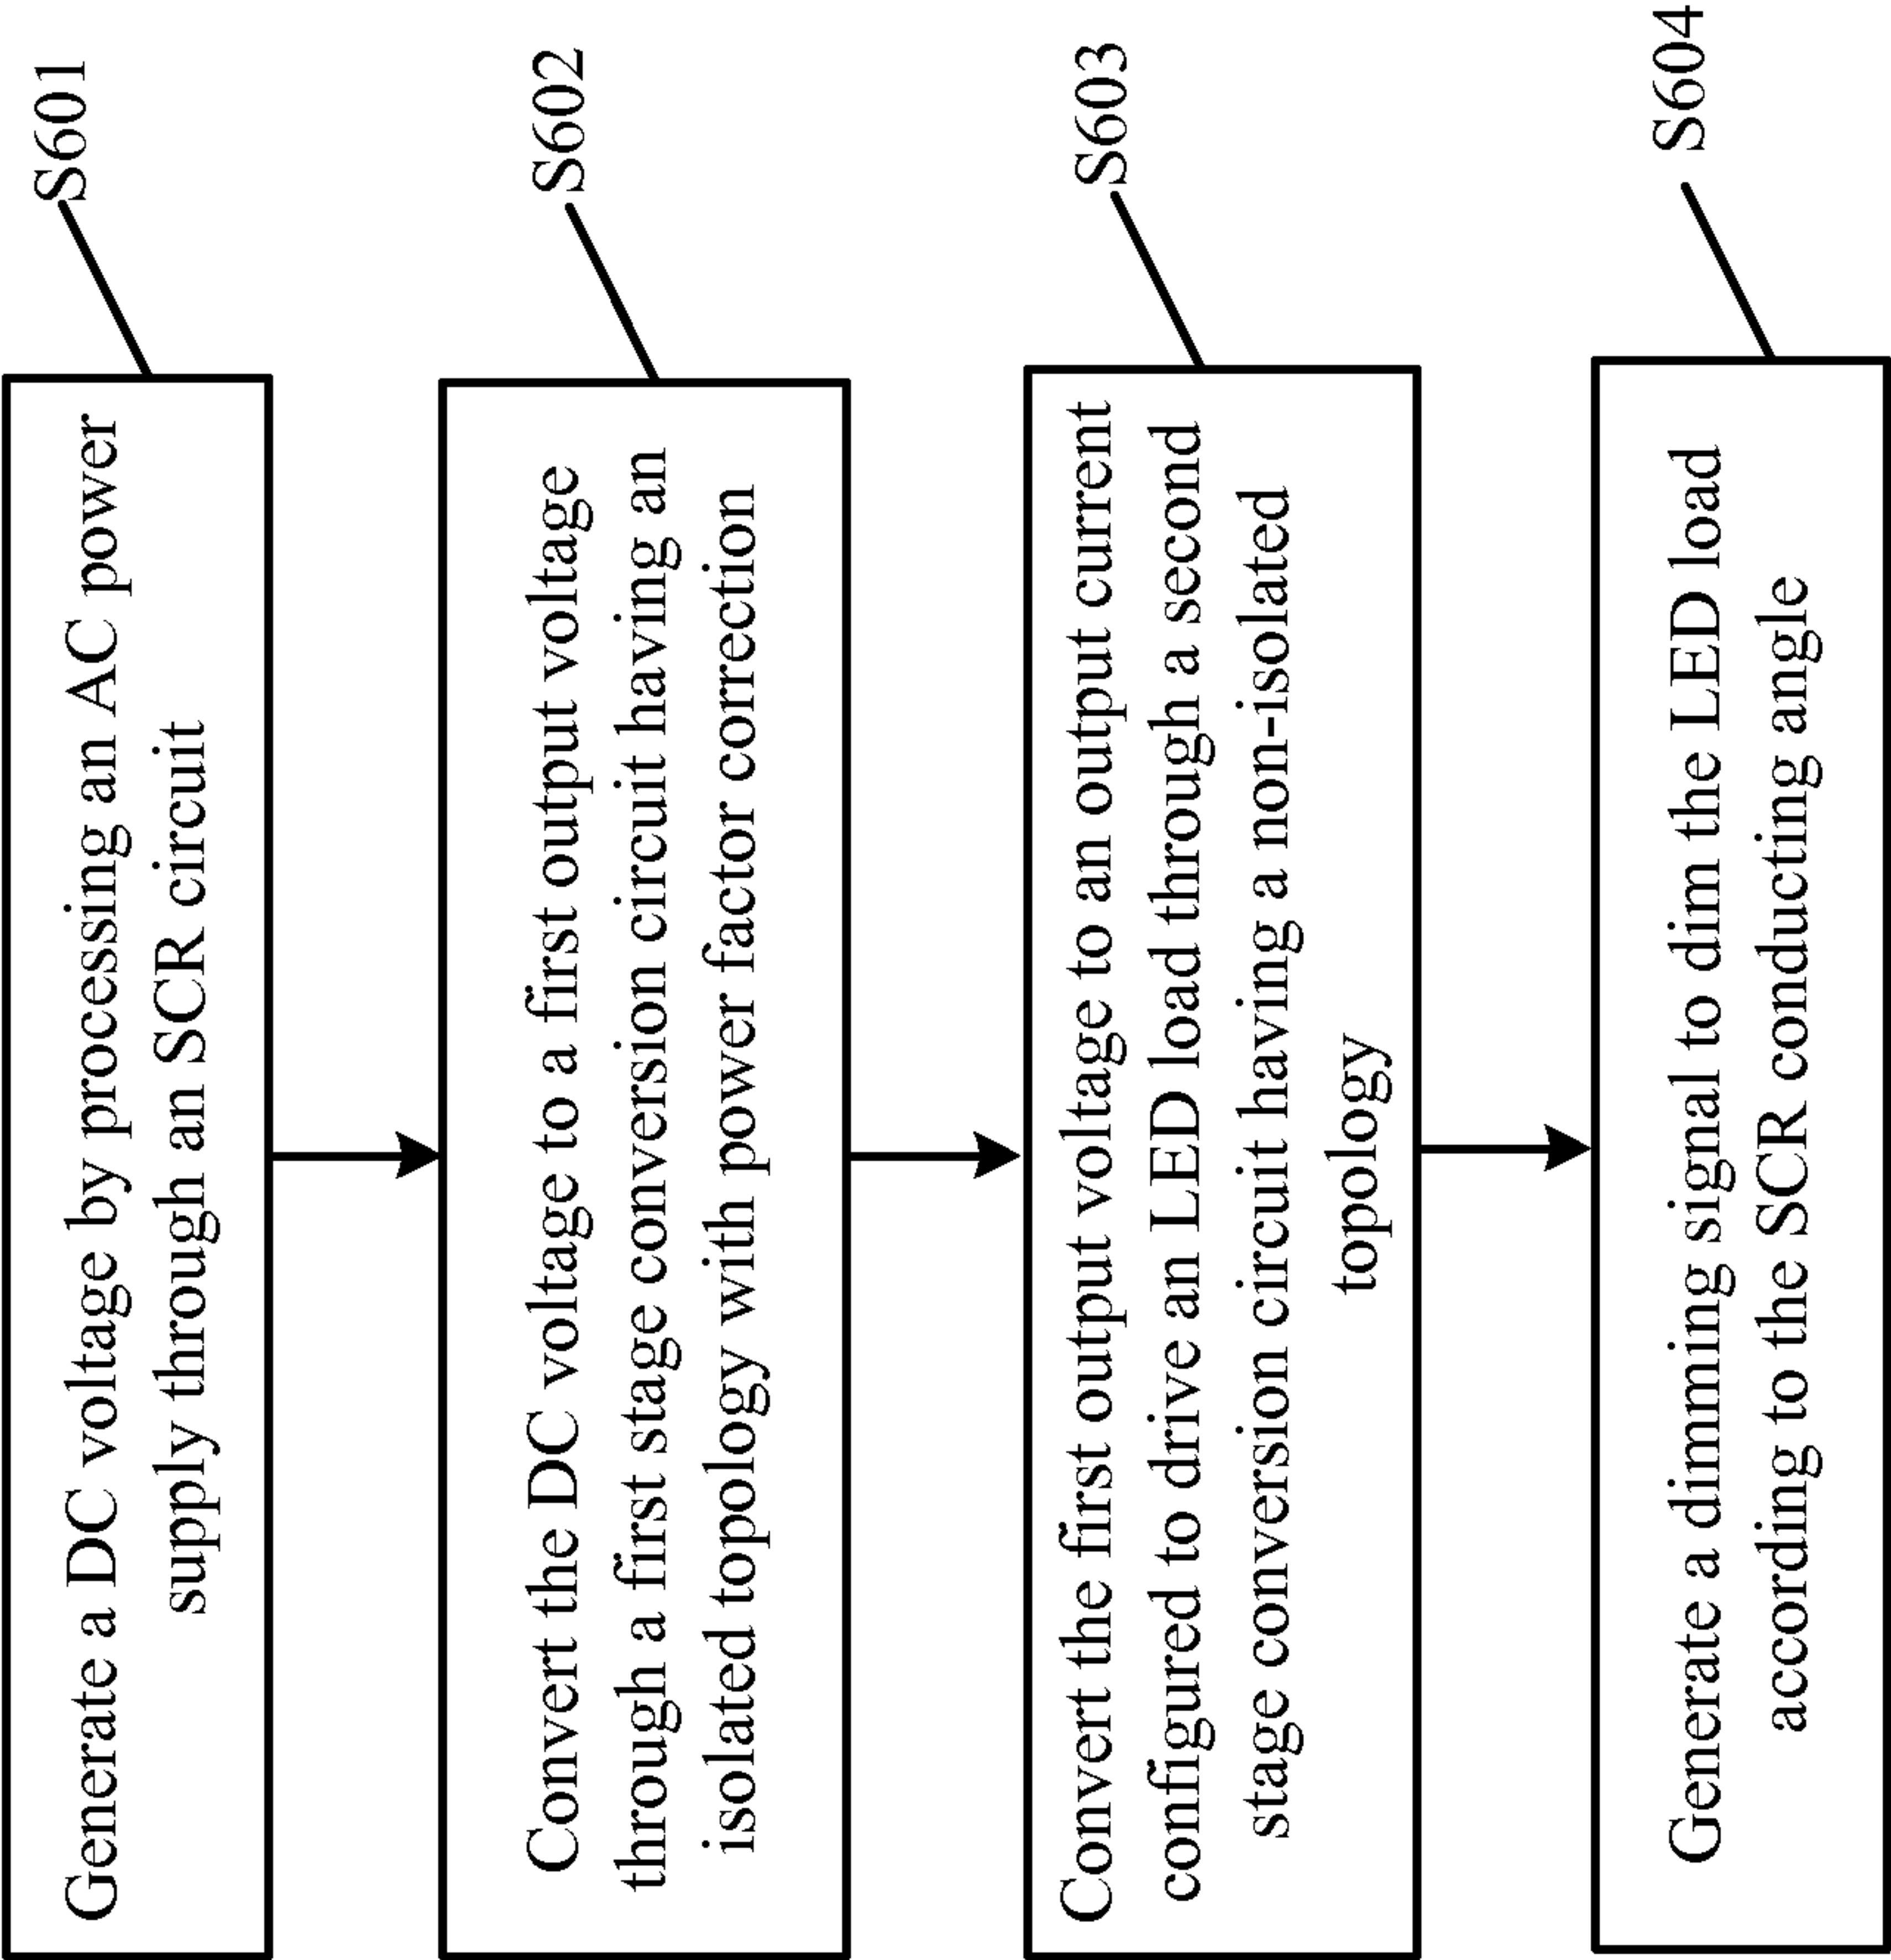 S601
Generate a DC voltage by processing an AC power
supply through an SCR circuit
S602
Convert the DC voltage to a first output voltage
through a first stage conversion circuit having an
isolated topology with power factor correction
S603
Convert the first output voltage to an output current
configured to drive an LED load through a second
stage conversion circuit having a non-isolated
topology
S604
Generate a dimming signal to dim the LED load
according to the SCR conducting angle